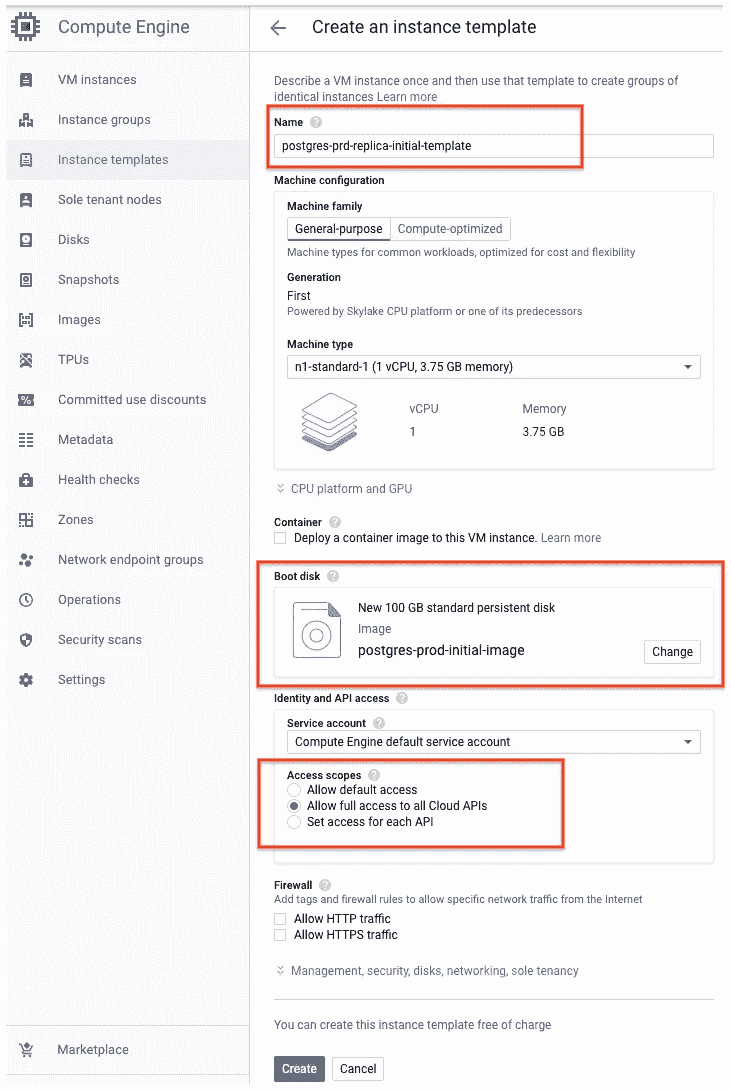 Compute Engine
VM instances
Instance groups
Instance templates
Sole tenant nodes
Disks
Snapshots
Images
TPUs
Committed use discounts
Metadata
Health checks
Zones
Network endpoint groups
Operations
Security scans
Settings
Marketplace
Create an instance template
Describe a VM instance once and then use that template to create groups of
identical instances Learn more
Name ?
postgres-prd-replica-initial-template
Machine configuration
Machine family
General-purpose Compute-optimized
Machine types for common workloads, optimized for cost and flexibility
Generation
First
Powered by Skylake CPU platform or one of its predecessors
Machine type
n1-standard-1 (1 vCPU, 3.75 GB memory)
vCPU Memory
1 3.75 GB
CPU platform and GPU
Container ?
Deploy a container image to this VM instance. Learn more
Boot disk ?
New 100 GB standard persistent disk
Image
postgres-prod-initial-image
Change
Identity and API access ?
Service account ?
Compute Engine default service account
Access scopes ?
Allow default access
Allow full access to all Cloud APIs
Set access for each API
Firewall ?
Add tags and firewall rules to allow specific network traffic from the Internet
Allow HTTP traffic
Allow HTTPS traffic
Management, security, disks, networking, sole tenancy
You can create this instance template free of charge
Create Cancel